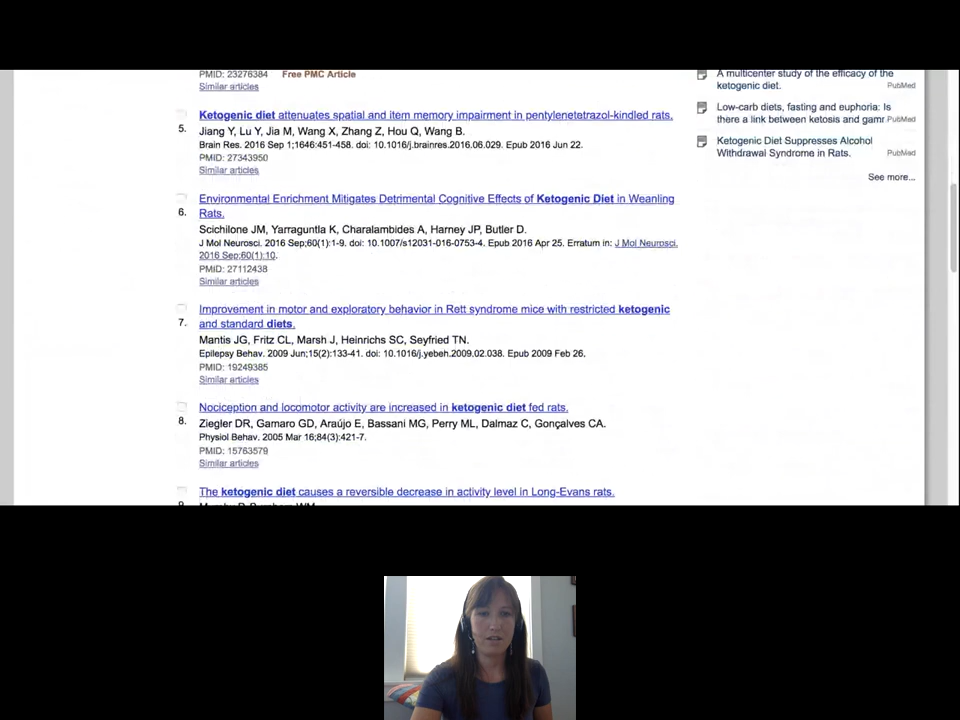 PMID: 23276384 Free PMC Article
Similar articles
Ketogenic diet attenuates spatial and item memory impairment in pentylenetetrazol-kindled rats.
5. Jiang Y, Lu Y, Jia M, Wang X, Zhang Z, Hou Q, Wang B.
Brain Res. 2016 Sep 1;1646:451-458. doi: 10.1016/j.brainres.2016.06.029. Epub 2016 Jun 22.
PMID: 27343950
Similar articles
Environmental Enrichment Mitigates Detrimental Cognitive Effects of Ketogenic Diet in Weanling
6. Rats.
Scichilone JM, Yarraguntla K, Charalambides A, Harney JP, Butler D.
J Mol Neurosci. 2016 Sep;60(1):1-9. doi: 10.1007/s12031-016-0753-4. Epub 2016 Apr 25. Erratum in: J Mol Neurosci.
2016 Sep;60(1):10.
PMID: 27112438
Similar articles
Improvement in motor and exploratory behavior in Rett syndrome mice with restricted ketogenic
7. and standard diets.
Mantis JG, Fritz CL, Marsh J, Heinrichs SC, Seyfried TN.
Epilepsy Behav. 2009 Jun;15(2):133-41. doi: 10.1016/j.yebeh.2009.02.038. Epub 2009 Feb 26.
PMID: 19249385
Similar articles
Nociception and locomotor activity are increased in ketogenic diet fed rats.
8. Ziegler DR, Gamaro GD, Araújo E, Bassani MG, Perry ML, Dalmaz C, Gonçalves CA.
Physiol Behav. 2005 Mar 16;84(3):421-7.
PMID: 15763579
Similar articles
The ketogenic diet causes a reversible decrease in activity level in Long-Evans rats.
A multicenter study of the efficacy of the
ketogenic diet. PubMed
Low-carb diets, fasting and euphoria: Is
there a link between ketosis and gamr PubMed
Ketogenic Diet Suppresses Alcohol
Withdrawal Syndrome in Rats. PubMed
See more...